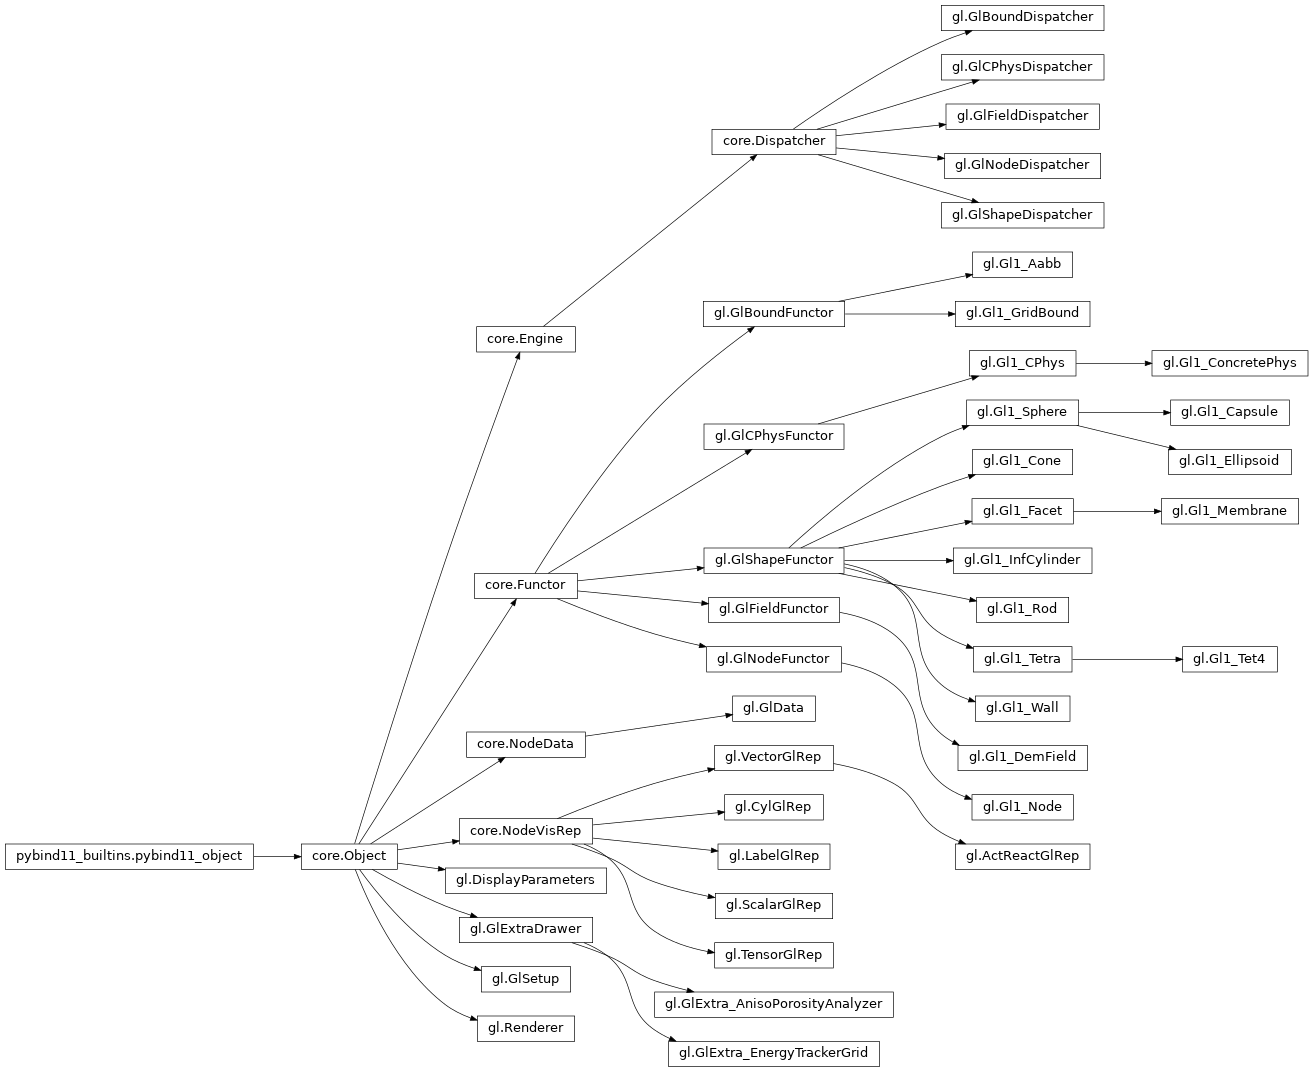 gl.GlBoundDispatcher
gl.GlCPhysDispatcher
gl.GlFieldDispatcher
core.Dispatcher
gl.GlNodeDispatcher
gl.GlShapeDispatcher
gl.Gl1_Aabb
gl.GlBoundFunctor
gl.Gl1_GridBound
core.Engine
gl.Gl1_CPhys
gl.Gl1_ConcretePhys
gl.Gl1_Sphere
gl.Gl1_Capsule
gl.GlCPhysFunctor
gl.Gl1_Cone
gl.Gl1_Ellipsoid
gl.Gl1_Facet
gl.Gl1_Membrane
gl.GlShapeFunctor
gl.Gl1_InfCylinder
core.Functor
gl.GlFieldFunctor
gl.Gl1_Rod
gl.GlNodeFunctor
gl.Gl1_Tetra
gl.Gl1_Tet4
gl.GlData
gl.Gl1_Wall
core.NodeData
gl.VectorGlRep
gl.Gl1_DemField
gl.CylGlRep
gl.Gl1_Node
core.NodeVisRep
pybind11_builtins.pybind11_object
core.Object
gl.LabelGlRep
gl.ActReactGlRep
gl.DisplayParameters
gl.ScalarGlRep
gl.GlExtraDrawer
gl.TensorGlRep
gl.GlSetup
gl.GlExtra_AnisoPorosityAnalyzer
gl.Renderer
gl.GlExtra_EnergyTrackerGrid